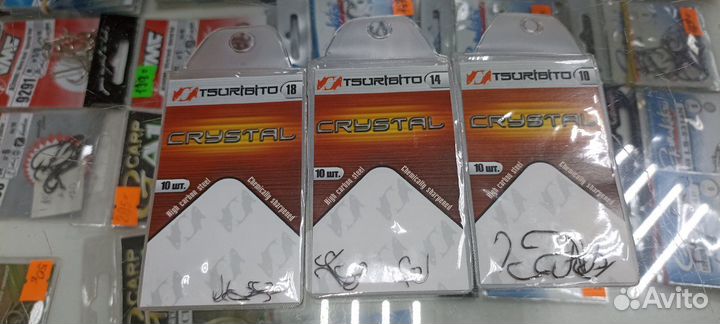 TSURIBITO 18
CRYSTAL
10 шт.
High carbon steel
Chemically sharpened
TSURIBITO 14
CRYSTAL
10 шт.
High carbon steel
Chemically sharpened
TSURIBITO 10
CRYSTAL
10 шт.
High carbon steel
Chemically sharpened
CARP
CARP
Avito